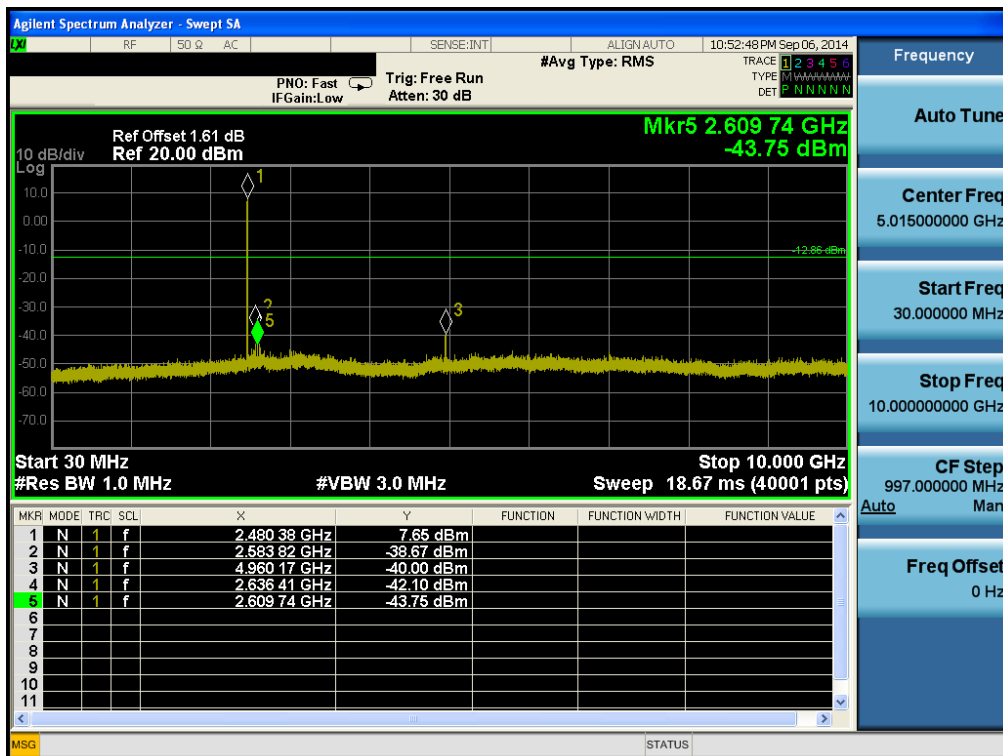 Agilent Spectrum Analyzer - Swept SA
LXI RF 50 Ω AC SENSE:INT ALIGN AUTO 10:52:48 PM Sep 06, 2014
#Avg Type: RMS TRACE 1 2 3 4 5 6
PNO: Fast Trig: Free Run TYPE M WWWWW
IFGain:Low Atten: 30 dB DET P N N N N N
Mkr5 2.609 74 GHz
-43.75 dBm
Ref Offset 1.61 dB
10 dB/div Ref 20.00 dBm
Log
1
10.0
0.00
-10.0
-12.86 dBm
-20.0
-30.0
2
3
5
-40.0
-50.0
-60.0
-70.0
Start 30 MHz Stop 10.000 GHz
#Res BW 1.0 MHz #VBW 3.0 MHz Sweep 18.67 ms (40001 pts)
MKR MODE TRC SCL X Y FUNCTION FUNCTION WIDTH FUNCTION VALUE
1 N 1 f 2.480 38 GHz 7.65 dBm
2 N 1 f 2.583 82 GHz -38.67 dBm
3 N 1 f 4.960 17 GHz -40.00 dBm
4 N 1 f 2.636 41 GHz -42.10 dBm
5 N 1 f 2.609 74 GHz -43.75 dBm
6
7
8
9
10
11
MSG STATUS
Frequency
Auto Tune
Center Freq
5.015000000 GHz
Start Freq
30.000000 MHz
Stop Freq
10.000000000 GHz
CF Step
997.000000 MHz
Auto Man
Freq Offset
0 Hz